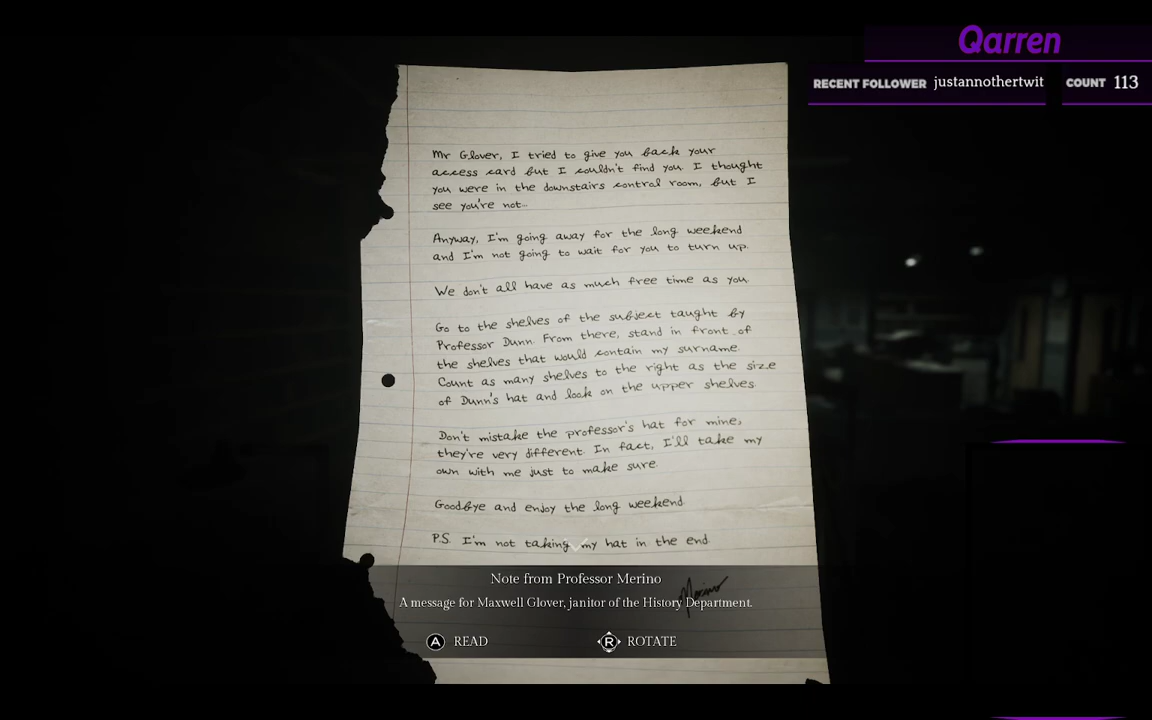 Qarren
RECENT FOLLOWER justannothertwit COUNT 113
Mr Glover, I tried to give you back your
access card but I couldn't find you. I thought
you were in the downstairs control room, but I
see you're not...
Anyway, I'm going away for the long weekend
and I'm not going to wait for you to turn up.
We don't all have as much free time as you.
Go to the shelves of the subject taught by
Professor Dunn. From there, stand in front of
the shelves that would contain my surname.
Count as many shelves to the right as the size
of Dunn's hat and look on the upper shelves.
Don't mistake the professor's hat for mine,
they're very different. In fact, I'll take my
own with me just to make sure.
Goodbye and enjoy the long weekend.
P.S. I'm not taking my hat in the end.
Merino
Note from Professor Merino
A message for Maxwell Glover, janitor of the History Department.
A READ R ROTATE